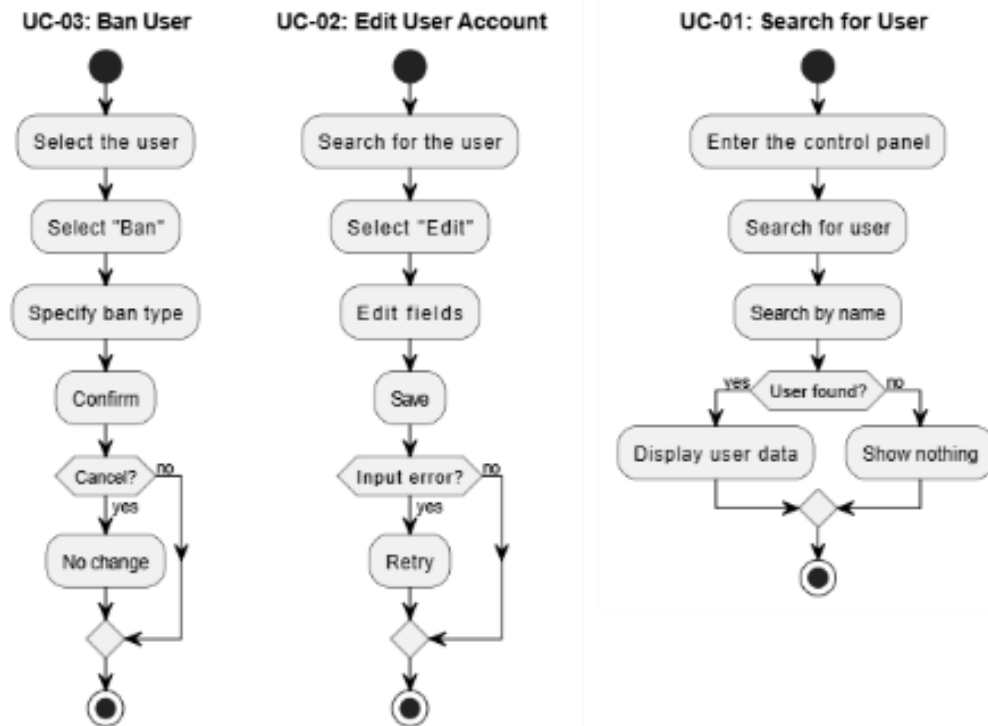 UC-03: Ban User
Select the user
Select "Ban"
Specify ban type
Confirm
Cancel?
no
yes
No change
UC-02: Edit User Account
Search for the user
Select "Edit"
Edit fields
Save
Input error?
no
yes
Retry
UC-01: Search for User
Enter the control panel
Search for user
Search by name
yes
User found?
no
Display user data
Show nothing